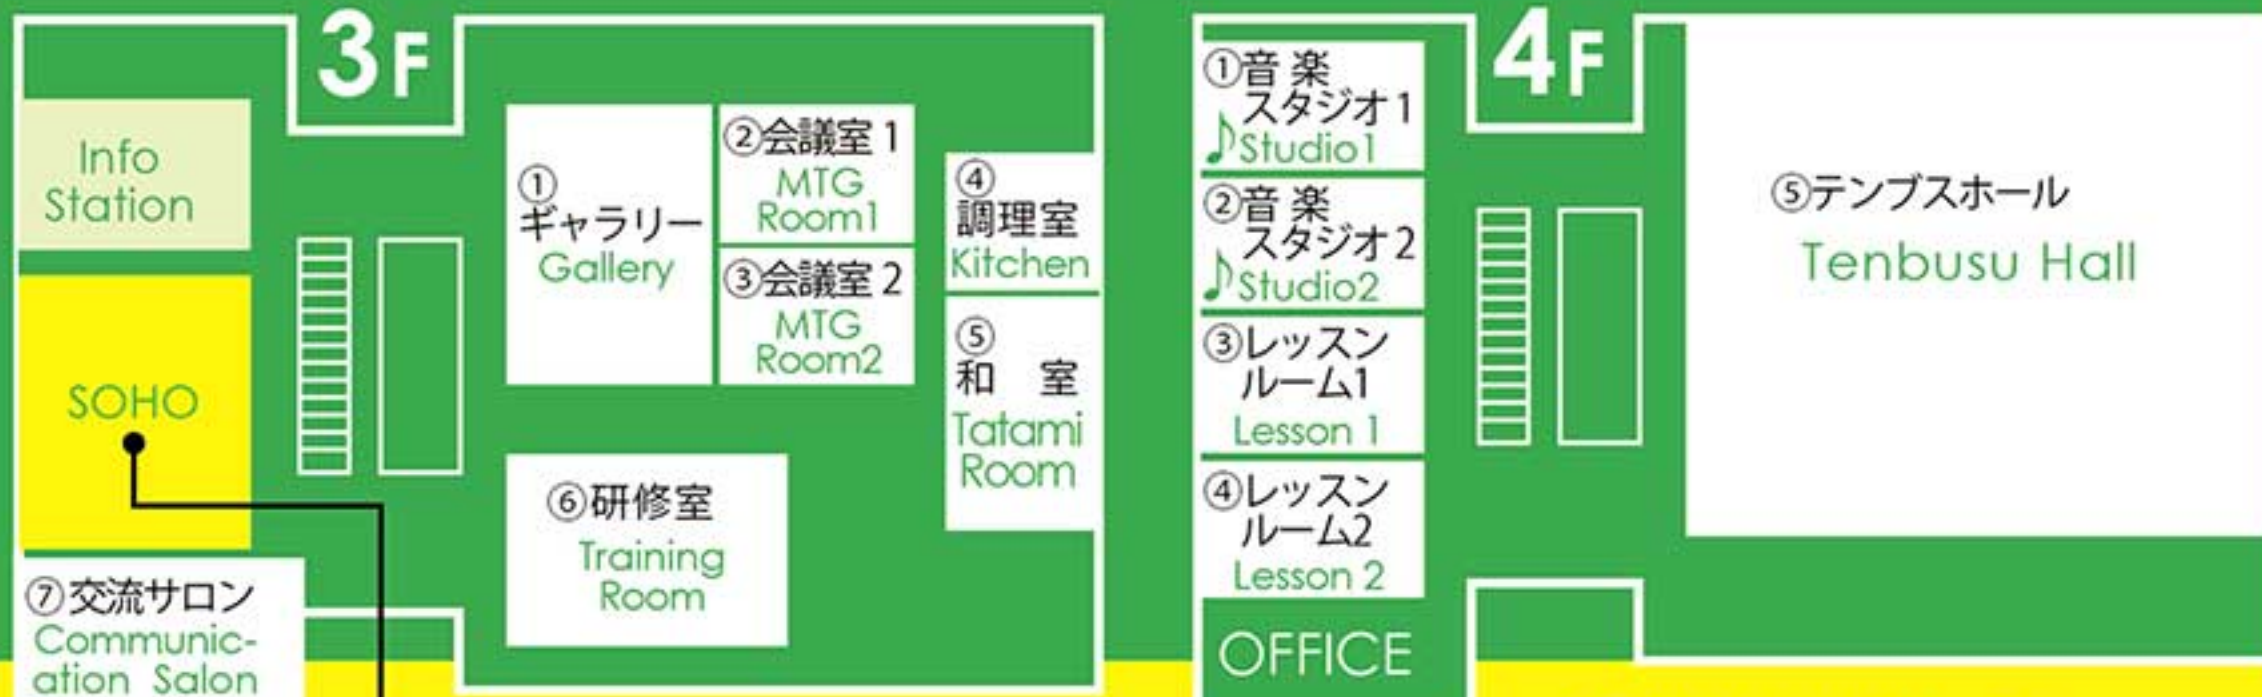 3F
Info
Station
SOHO
⑦交流サロン
Communic-
ation Salon
①
ギャラリー
Gallery
②会議室 1
MTG
Room1
③会議室 2
MTG
Room2
④
調理室
Kitchen
⑤
和 室
Tatami
Room
⑥研修室
Training
Room
4F
①音 楽
スタジオ1
♪Studio1
②音 楽
スタジオ2
♪Studio2
③レッスン
ルーム1
Lesson 1
④レッスン
ルーム2
Lesson 2
OFFICE
⑤テンブスホール
Tenbusu Hall